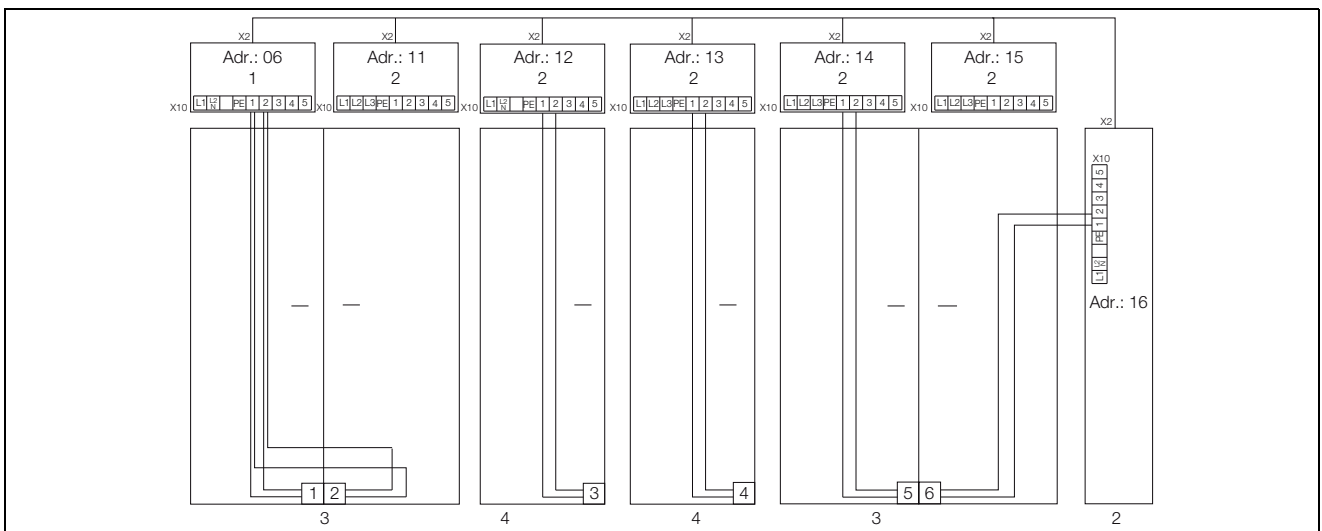 X2 X2 X2 X2 X2 X2
Adr.: 06 Adr.: 11 Adr.: 12 Adr.: 13 Adr.: 14 Adr.: 15
1 2 2 2 2 2
X10 L1 L2 N PE 1 2 3 4 5 X10 L1 L2 L3 PE 1 2 3 4 5 X10 L1 L2 N PE 1 2 3 4 5 X10 L1 L2 L3 PE 1 2 3 4 5 X10 L1 L2 L3 PE 1 2 3 4 5 X10 L1 L2 L3 PE 1 2 3 4 5
X2
X10
5
4
3
2
1
PE
L2 N
L1
Adr.: 16
1 2 3 4 5 6
3 4 4 3 2